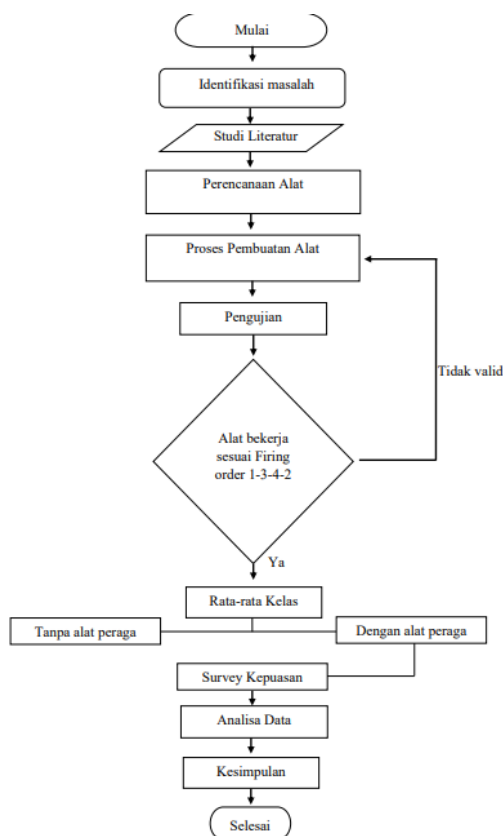 Mulai
Identifikasi masalah
Studi Literatur
Perencanaan Alat
Proses Pembuatan Alat
Pengujian
Tidak valid
Alat bekerja
sesuai Firing
order 1-3-4-2
Ya
Rata-rata Kelas
Tanpa alat peraga
Dengan alat peraga
Survey Kepuasan
Analisa Data
Kesimpulan
Selesai